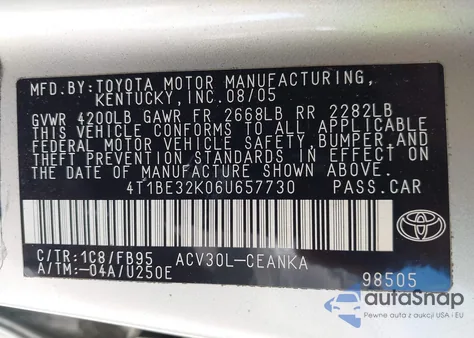 MFD.BY:TOYOTA MOTOR MANUFACTURING,
KENTUCKY,INC.08/05
GVWR 4200LB GAWR FR 2668LB RR 2282LB
THIS VEHICLE CONFORMS TO ALL APPLICABLE
FEDERAL MOTOR VEHICLE SAFETY,BUMPER,AND
THEFT PREVENTION STANDARDS IN EFFECT ON
THE DATE OF MANUFACTURE SHOWN ABOVE.
4T1BE32K06U657730 PASS.CAR
C/TR:1C8/FB95 ACV30L-CEANKA
A/TM:-04A/U250E
98505
TOYOTA
autoSnap
Pewne auta z aukcji USA i EU